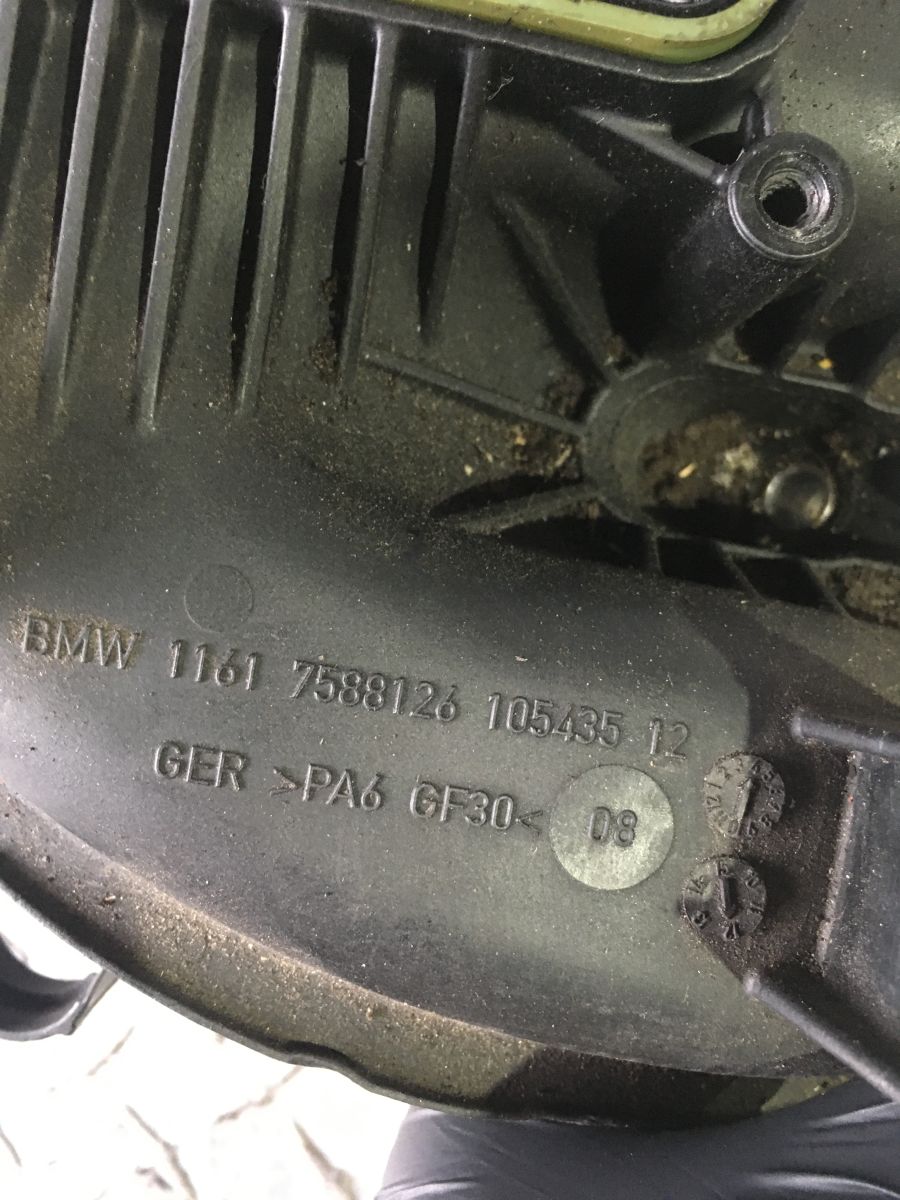 BMW 1161 7588126 105435 12
GER >PA6 GF30< 08